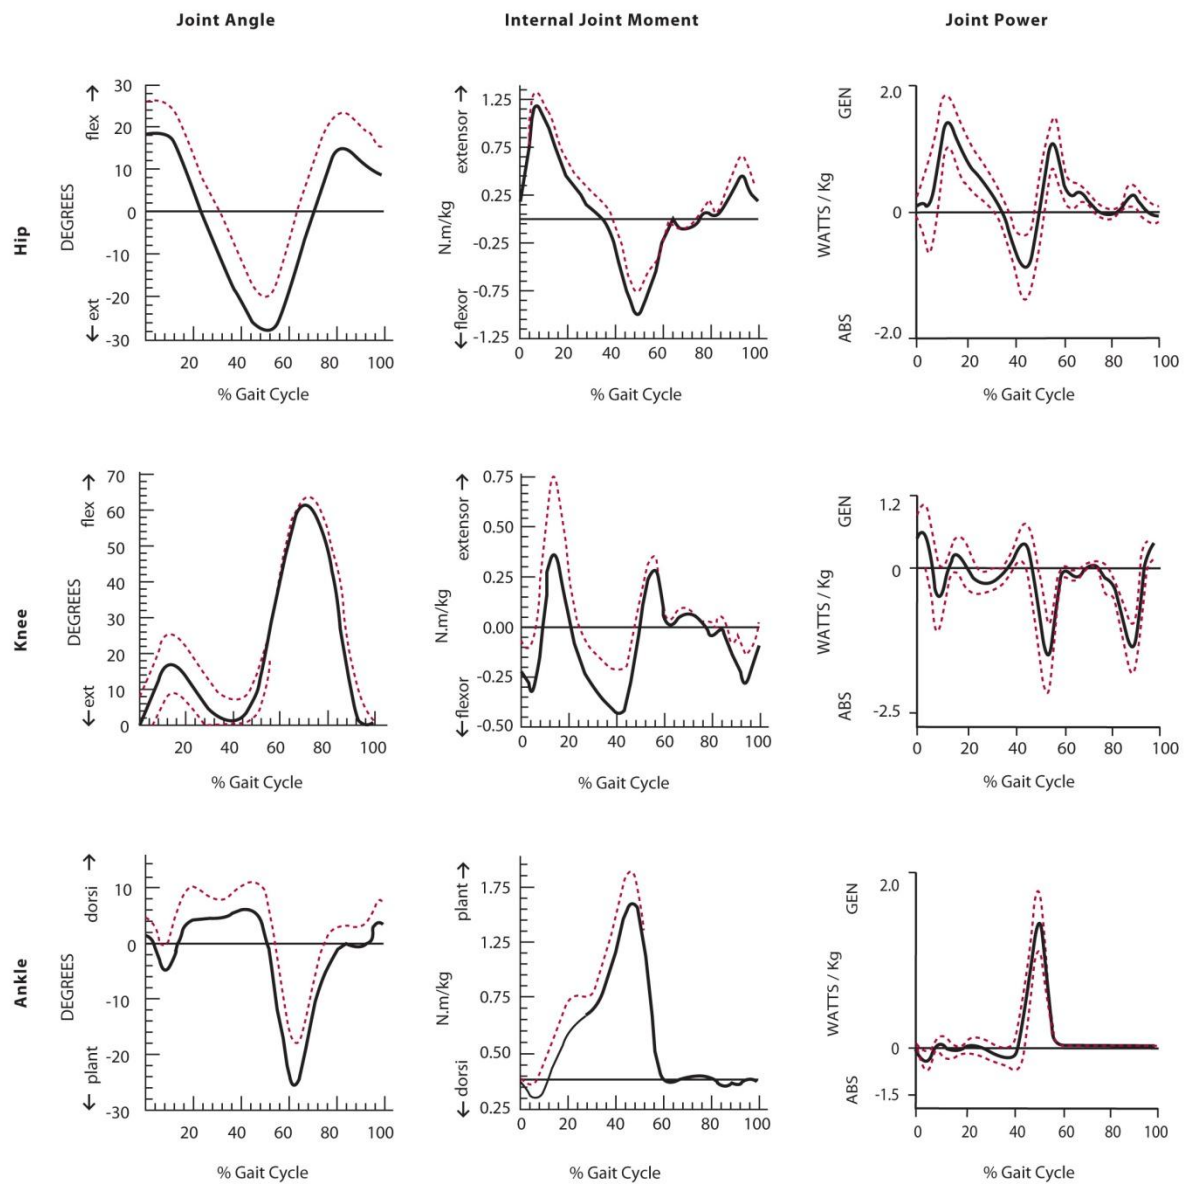 Joint Angle Internal Joint Moment Joint Power
Hip
DEGREES
← ext flex →
30
20
10
0
-10
-20
-30
20 40 60 80 100
% Gait Cycle
N.m/kg
← flexor extensor →
1.25
0.75
0.25
-0.25
-0.75
-1.25
0 20 40 60 80 100
% Gait Cycle
WATTS / Kg
ABS GEN
2.0
0
-2.0
0 20 40 60 80 100
% Gait Cycle
Knee
DEGREES
← ext flex →
70
60
50
40
30
20
10
0
20 40 60 80 100
% Gait Cycle
N.m/kg
← flexor extensor →
0.75
0.50
0.25
0.00
-0.25
-0.50
0 20 40 60 80 100
% Gait Cycle
WATTS / Kg
ABS GEN
1.2
0
-2.5
0 20 40 60 80 100
% Gait Cycle
Ankle
DEGREES
← plant dorsi →
10
0
-10
-20
-30
20 40 60 80 100
% Gait Cycle
N.m/kg
← dorsi plant →
1.75
1.25
0.75
0.50
0.25
0 20 40 60 80 100
% Gait Cycle
WATTS / Kg
ABS GEN
2.0
0
-1.5
0 20 40 60 80 100
% Gait Cycle